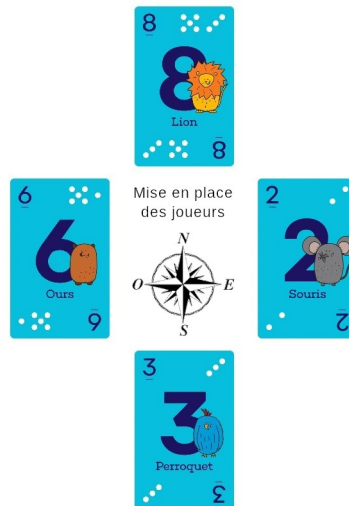 8
8
Lion
8
6
6
Ours
6
Mise en place
des joueurs
N
O
E
S
2
2
Souris
2
3
3
Perroquet
3